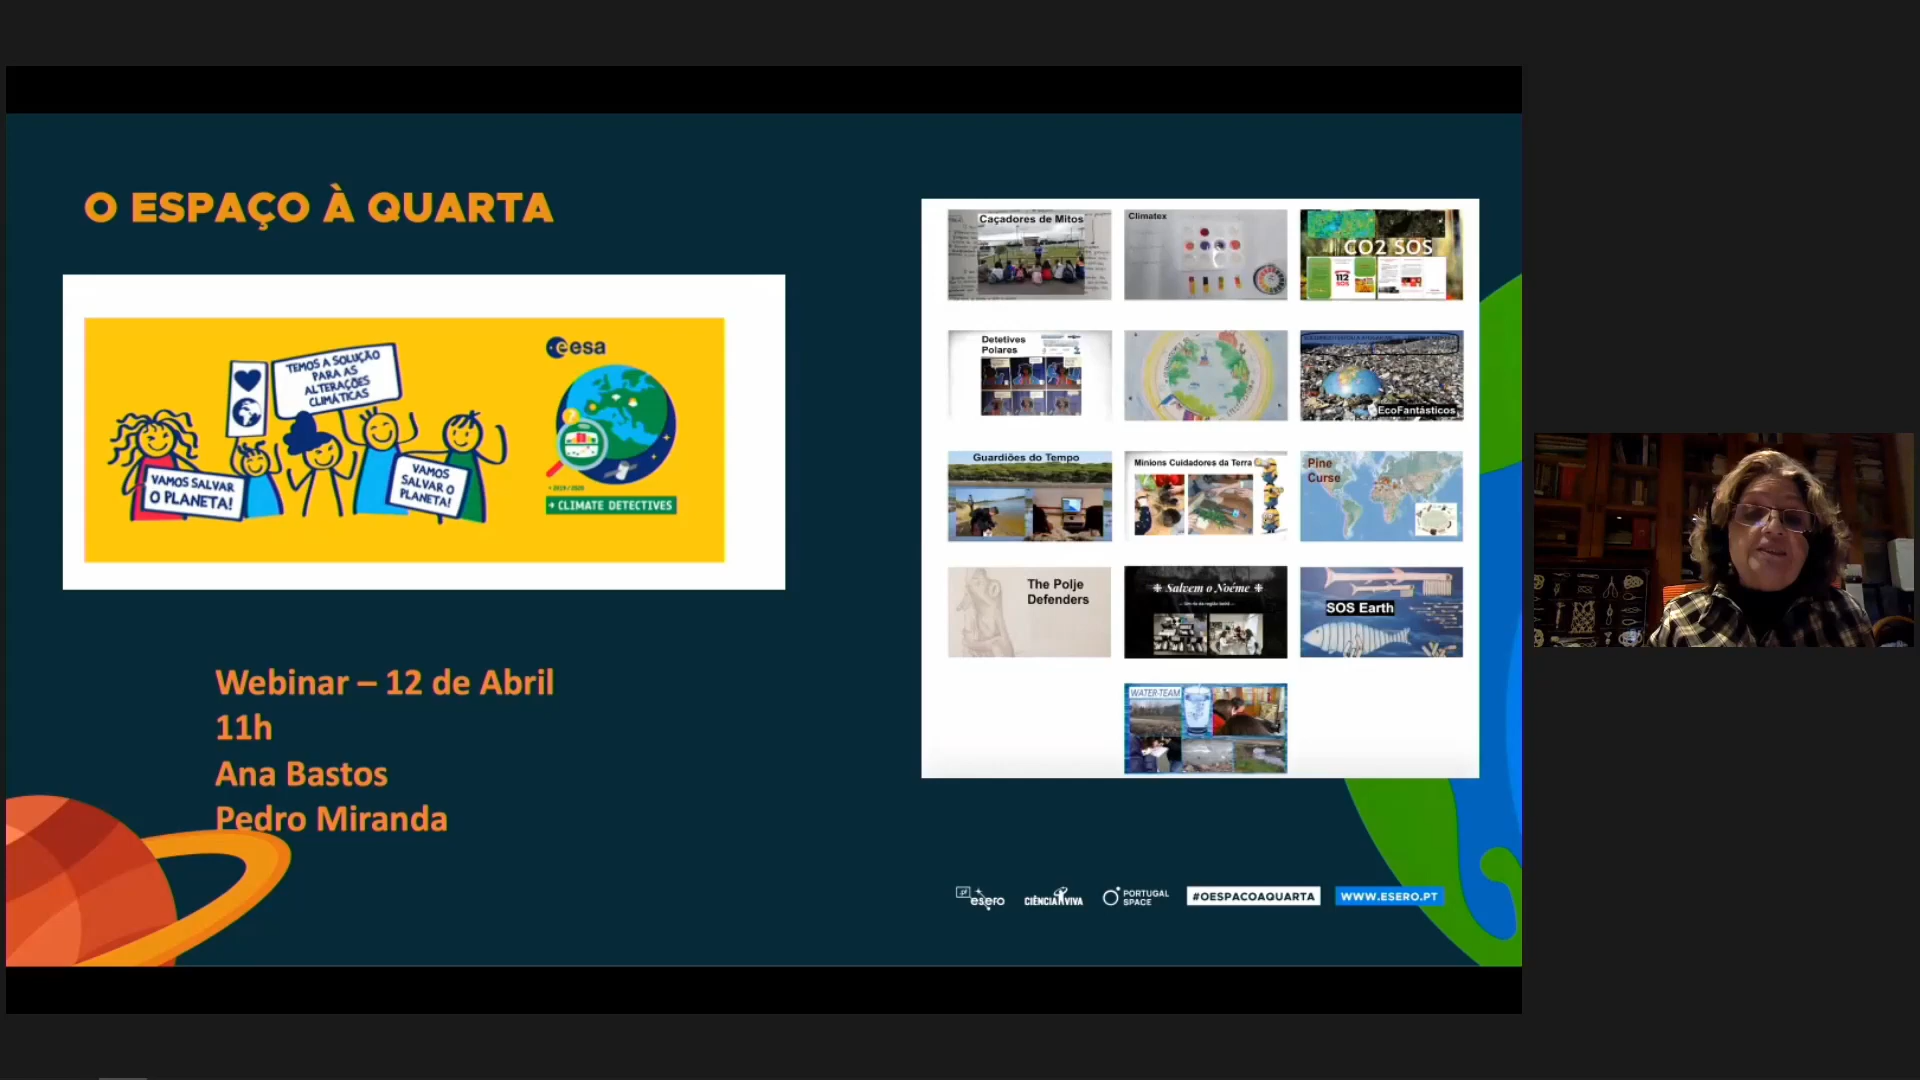 O ESPAÇO À QUARTA
TEMOS A SOLUÇÃO
PARA AS
ALTERAÇÕES
CLIMÁTICAS
VAMOS SALVAR
O PLANETA!
VAMOS
SALVAR O
PLANETA!
esa
• 2019 / 2020
→ CLIMATE DETECTIVES
Webinar – 12 de Abril
11h
Ana Bastos
Pedro Miranda
Caçadores de Mitos
Climatex
CO2 SOS
112
SOS
Detetives
Polares
EcoFantásticos
Guardiões do Tempo
Minions Cuidadores da Terra
Pine
Curse
The Polje
Defenders
Salvem o Noéme
SOS Earth
WATER-TEAM
esero
CIÊNCIA VIVA
PORTUGAL
SPACE
#OESPACOAQUARTA
WWW.ESERO.PT